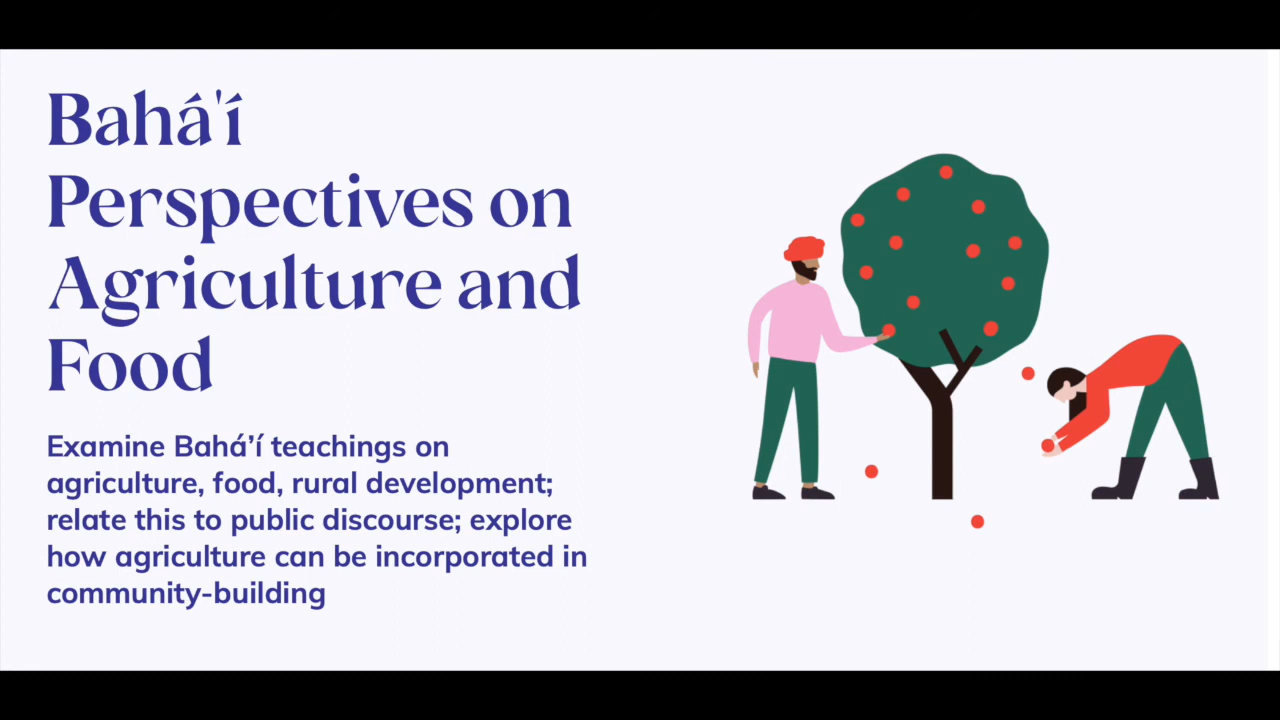 Bahá'í
Perspectives on
Agriculture and
Food
Examine Bahá’í teachings on
agriculture, food, rural development;
relate this to public discourse; explore
how agriculture can be incorporated in
community-building